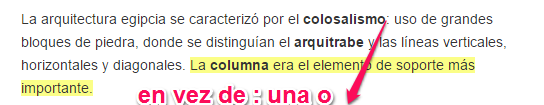 La arquitectura egipcia se caracterizó por el colosalismo: uso de grandes
bloques de piedra, donde se distinguían el arquitrabe y las líneas verticales,
horizontales y diagonales. La columna era el elemento de soporte más
importante.
en vez de : una o